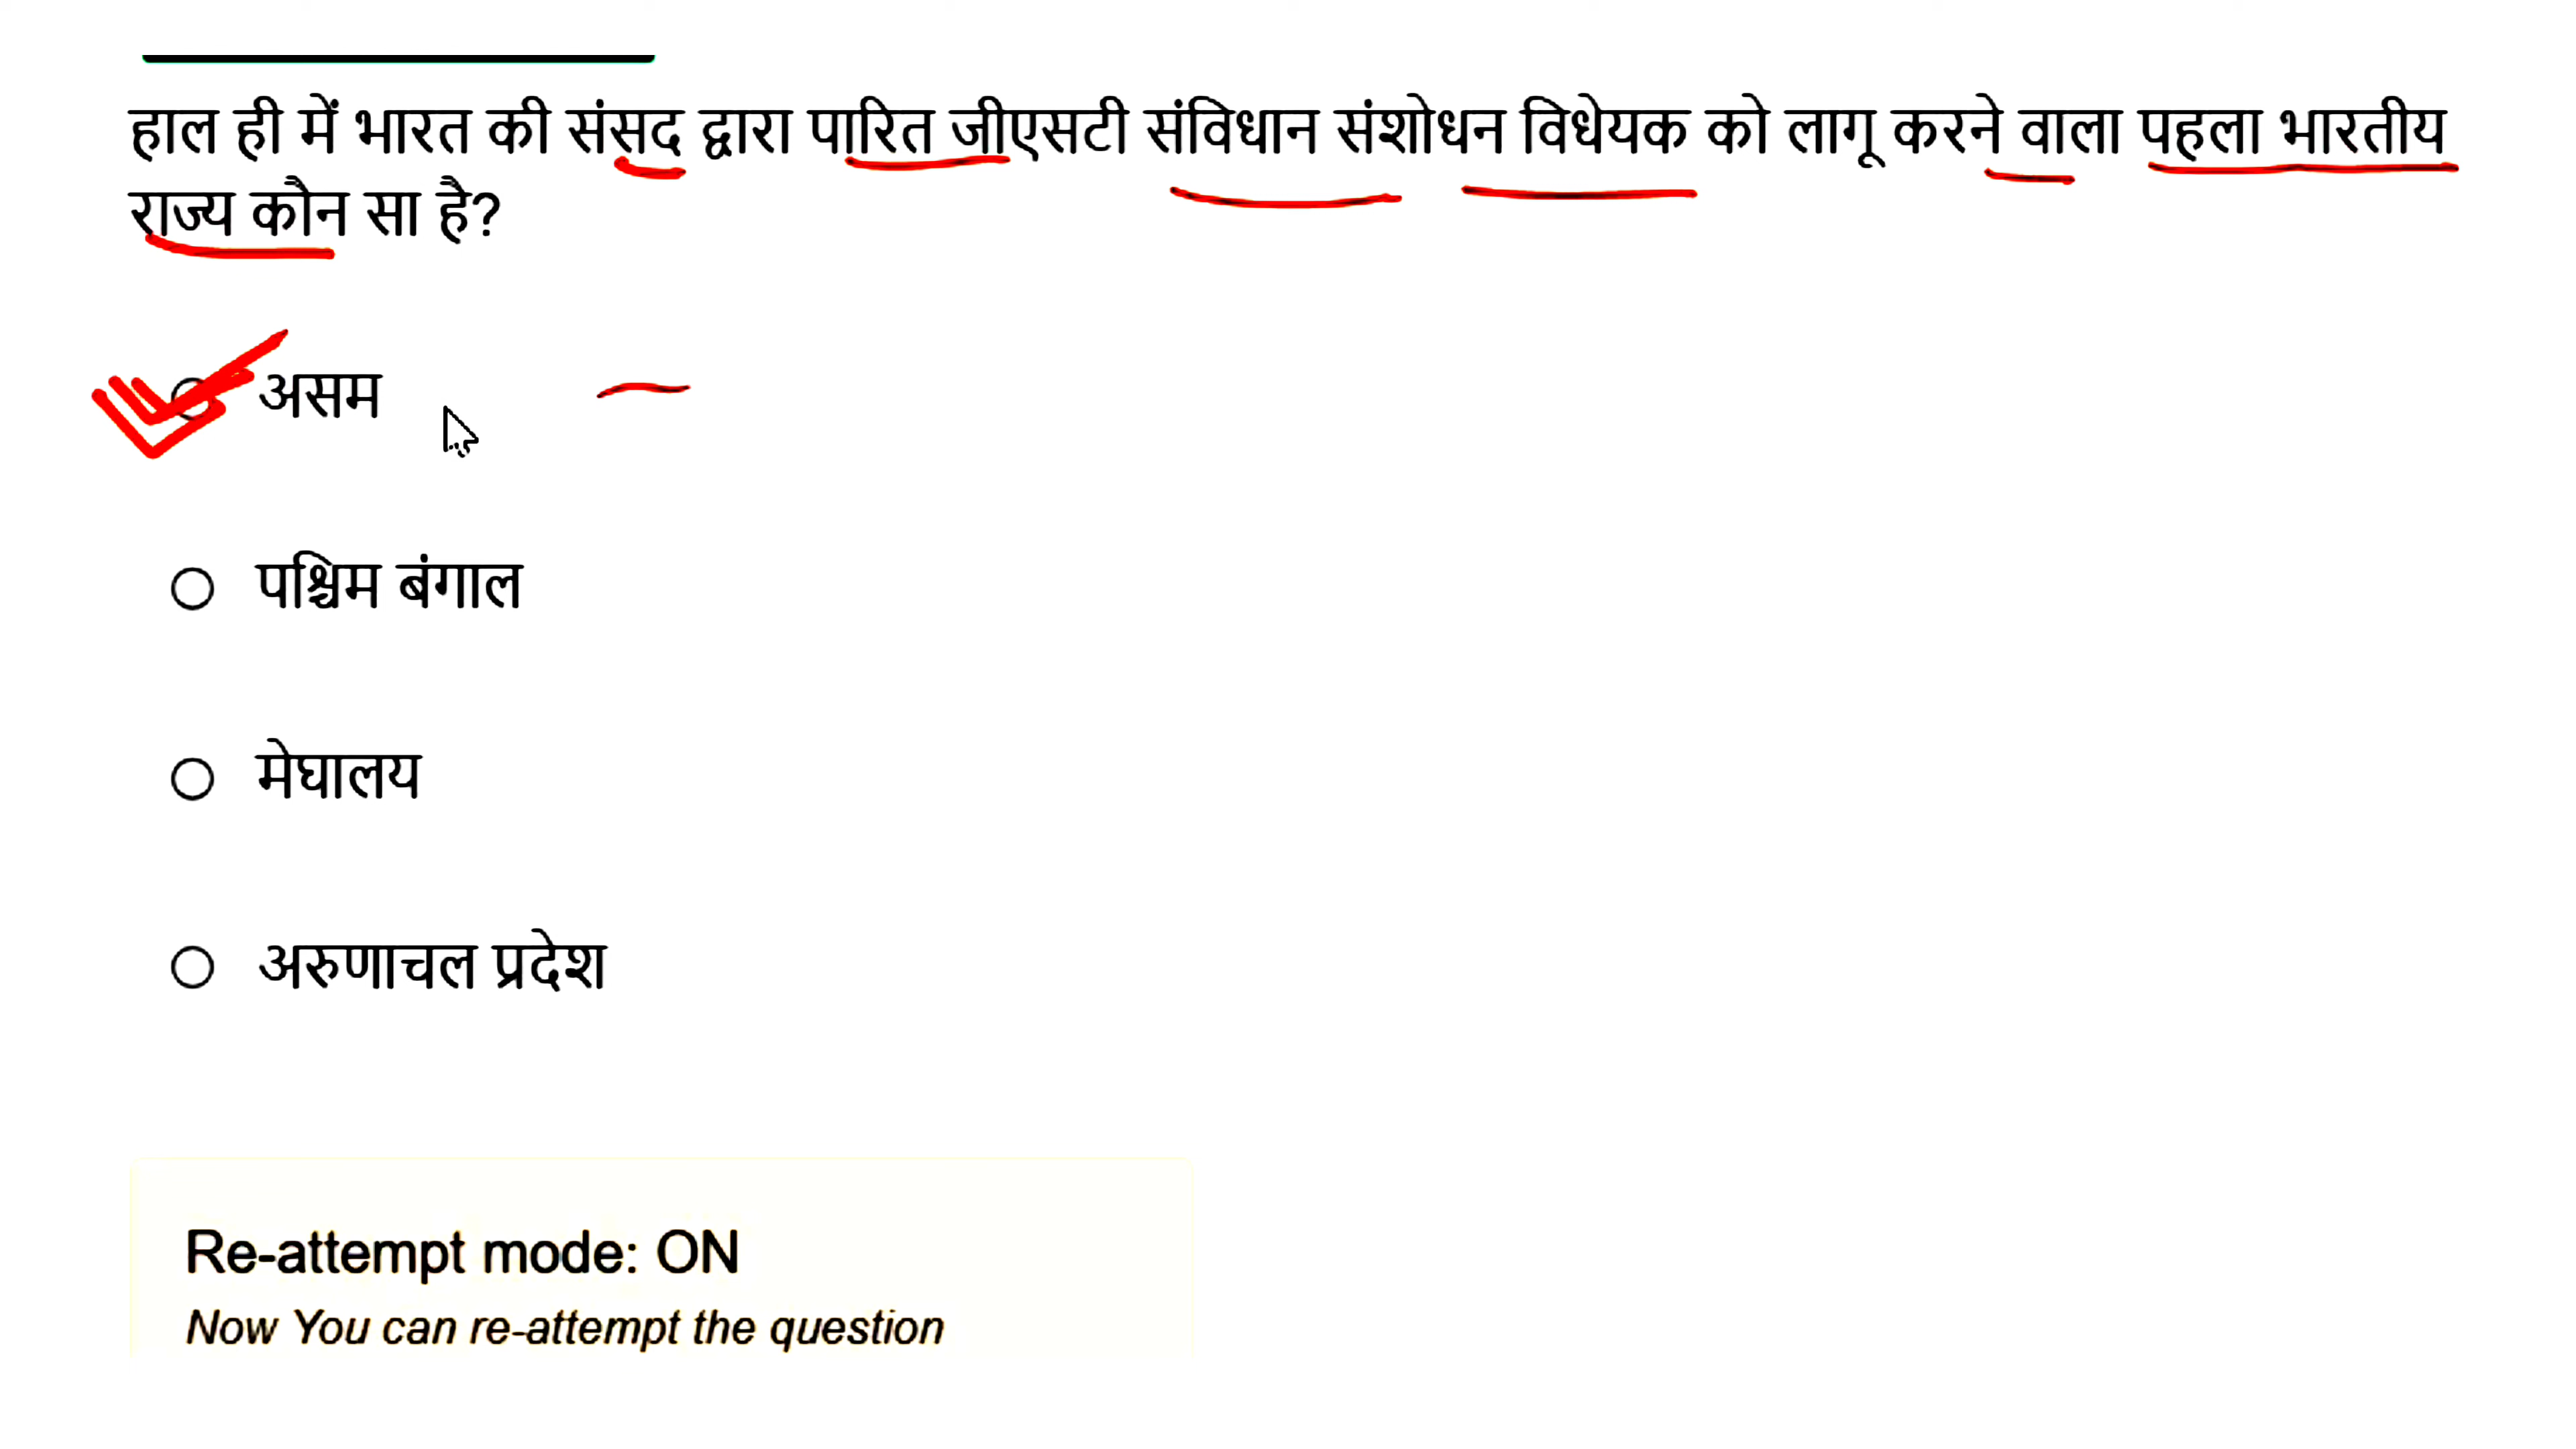 हाल ही में भारत की संसद द्वारा पारित जीएसटी संविधान संशोधन विधेयक को लागू करने वाला पहला भारतीय
राज्य कौन सा है?
असम
पश्चिम बंगाल
मेघालय
अरुणाचल प्रदेश
Re-attempt mode: ON
Now You can re-attempt the question